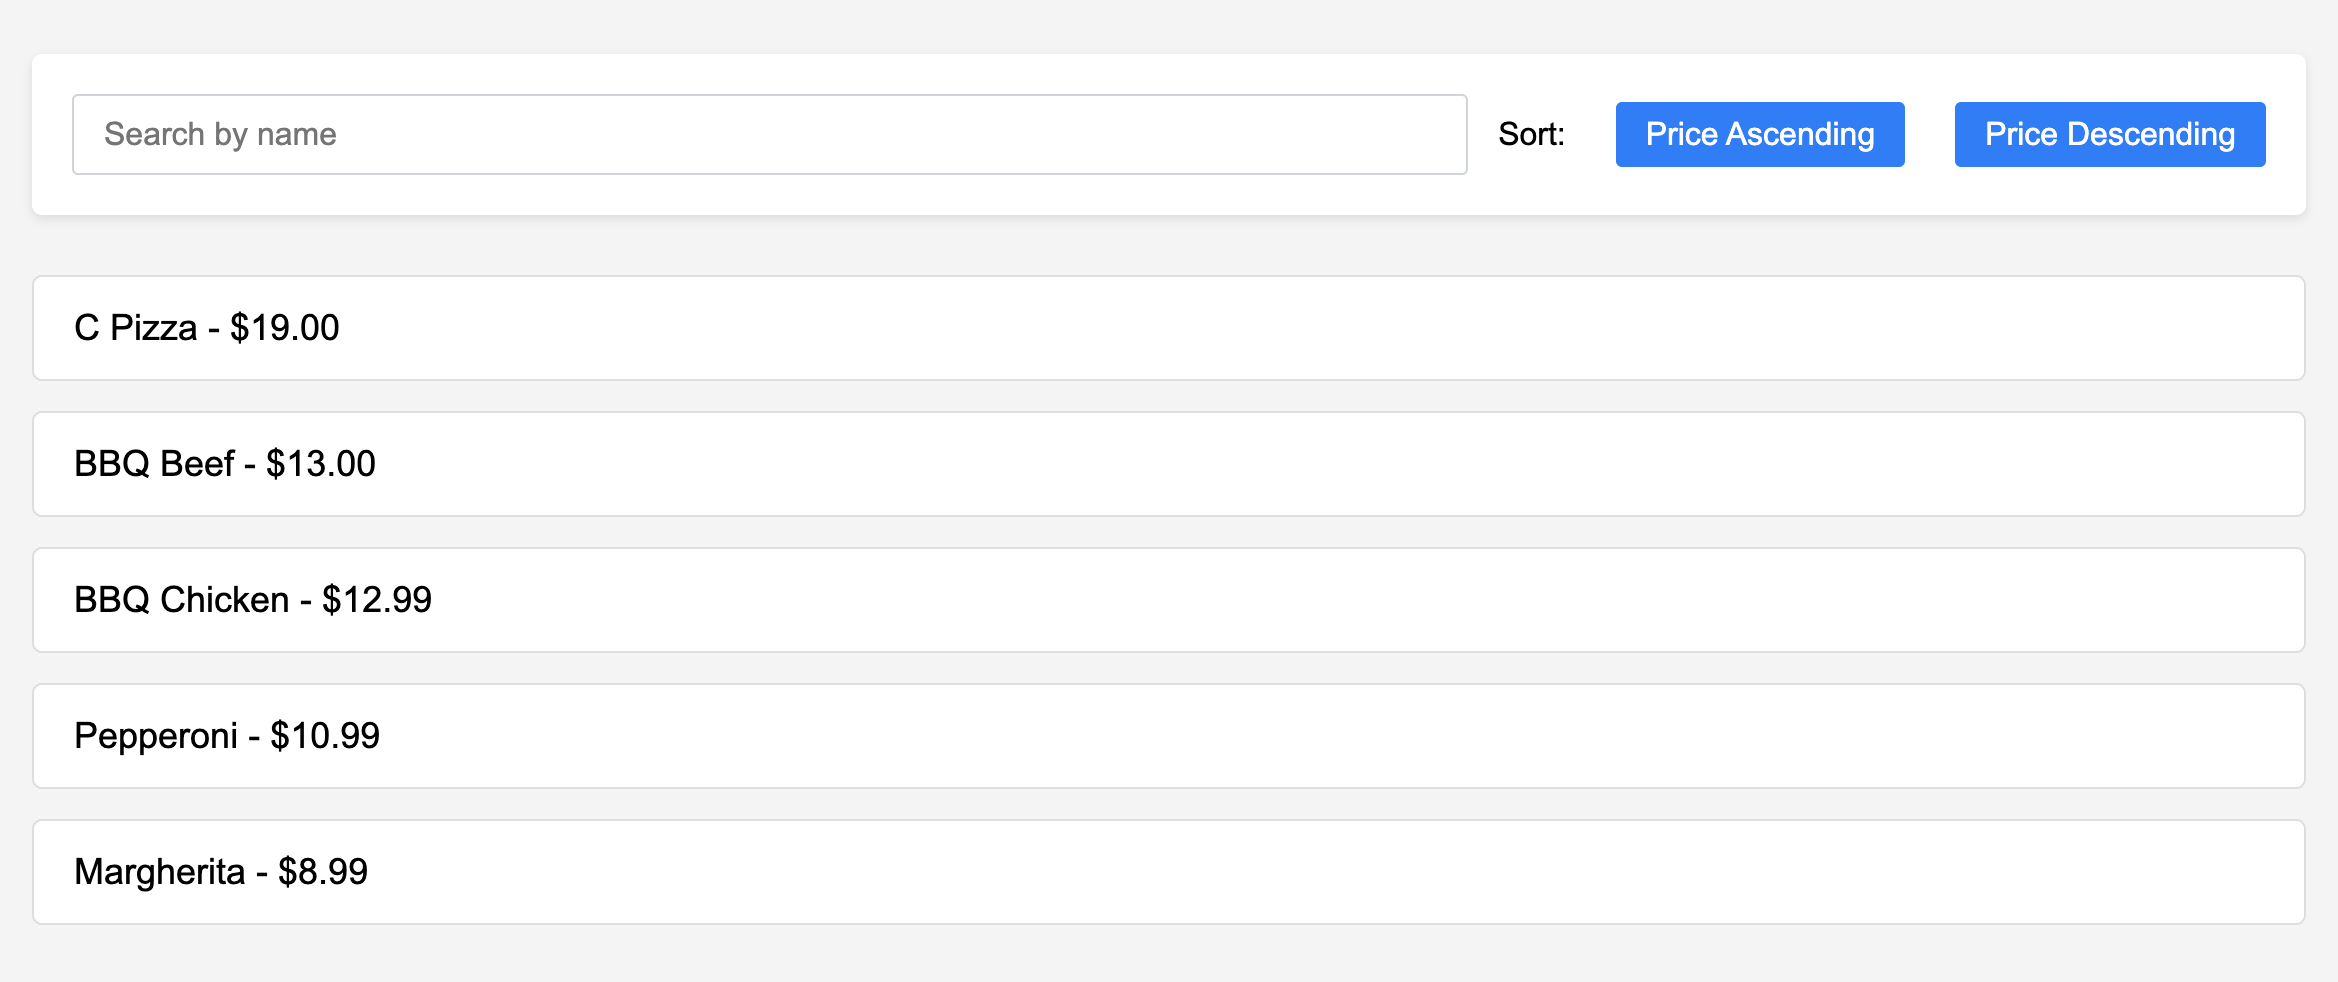 Search by name Sort: Price Ascending Price Descending
C Pizza - $19.00
BBQ Beef - $13.00
BBQ Chicken - $12.99
Pepperoni - $10.99
Margherita - $8.99